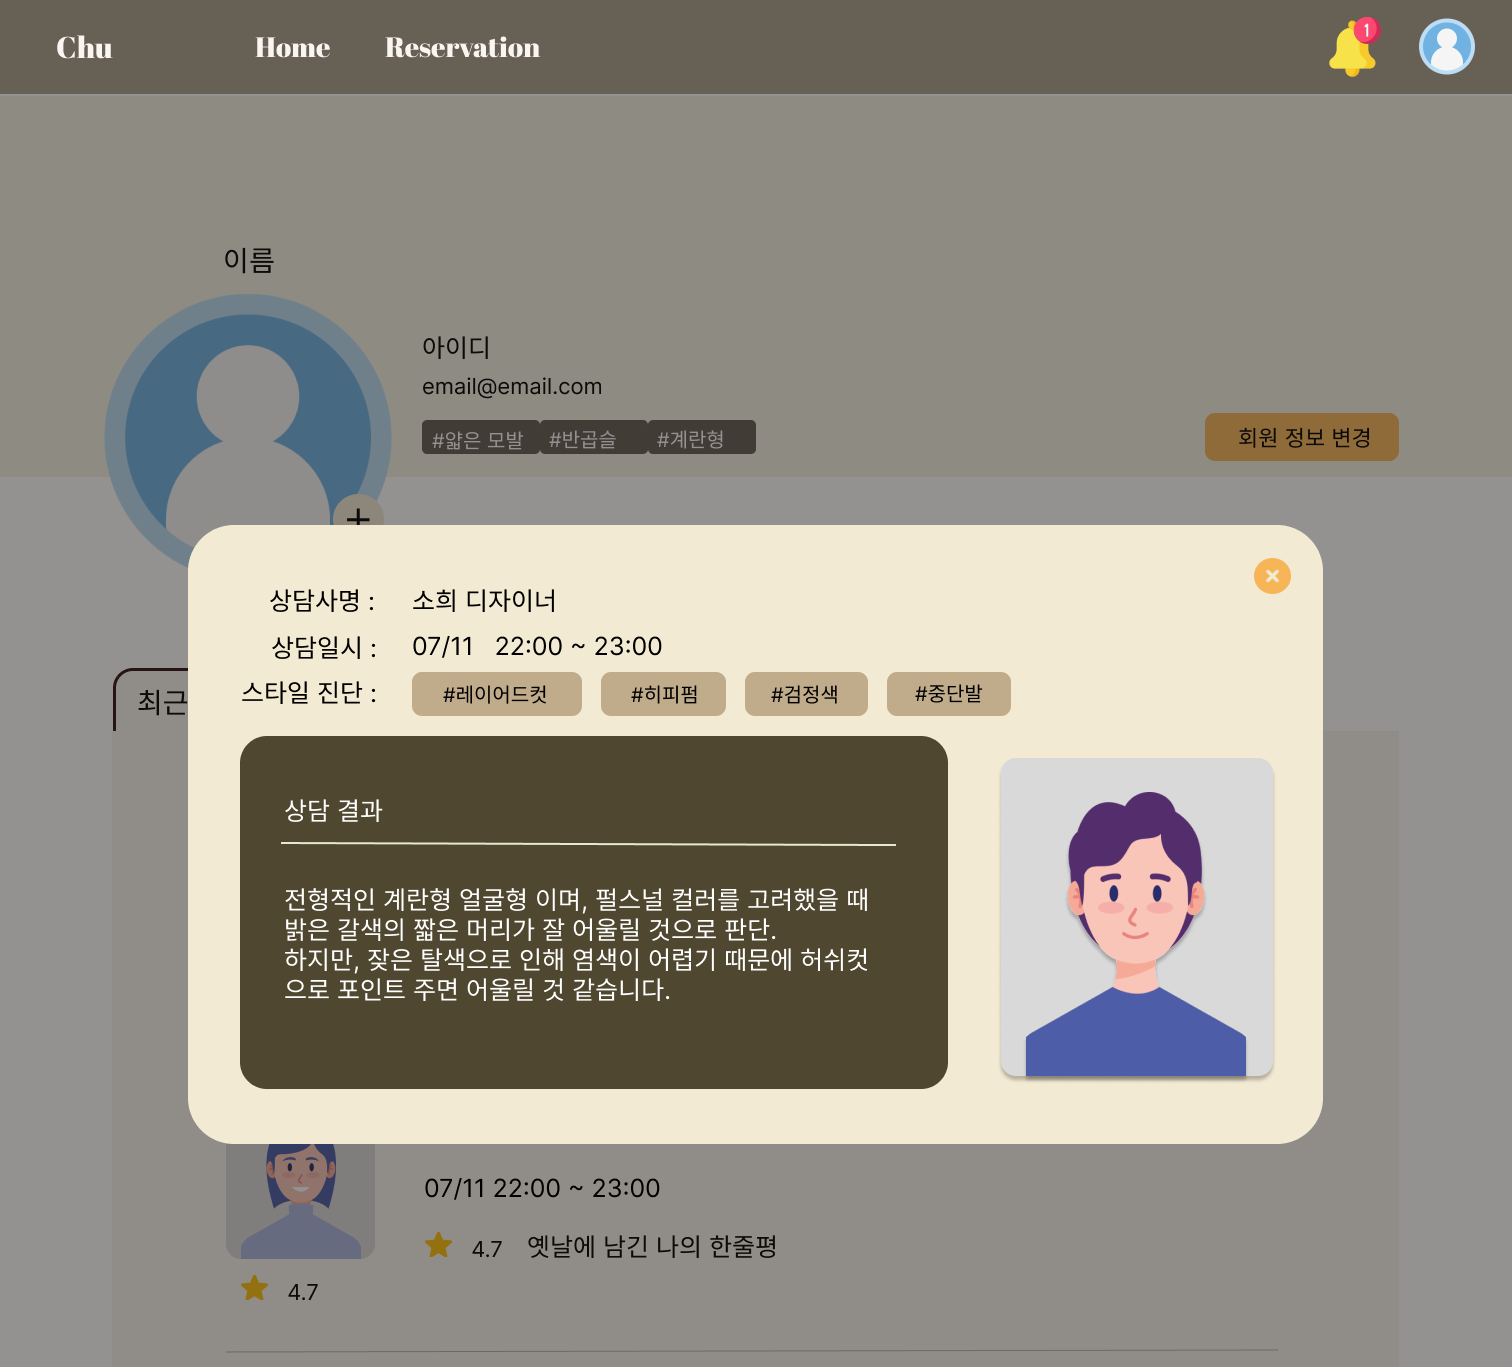 Chu Home Reservation 1
이름
아이디
email@email.com
#얇은 모발 #반곱슬 #계란형
회원 정보 변경
상담사명 : 소희 디자이너
상담일시 : 07/11 22:00 ~ 23:00
최근
스타일 진단 : #레이어드컷 #히피펌 #검정색 #중단발
상담 결과
전형적인 계란형 얼굴형 이며, 펄스널 컬러를 고려했을 때
밝은 갈색의 짧은 머리가 잘 어울릴 것으로 판단.
하지만, 잦은 탈색으로 인해 염색이 어렵기 때문에 허쉬컷
으로 포인트 주면 어울릴 것 같습니다.
07/11 22:00 ~ 23:00
4.7 옛날에 남긴 나의 한줄평
4.7